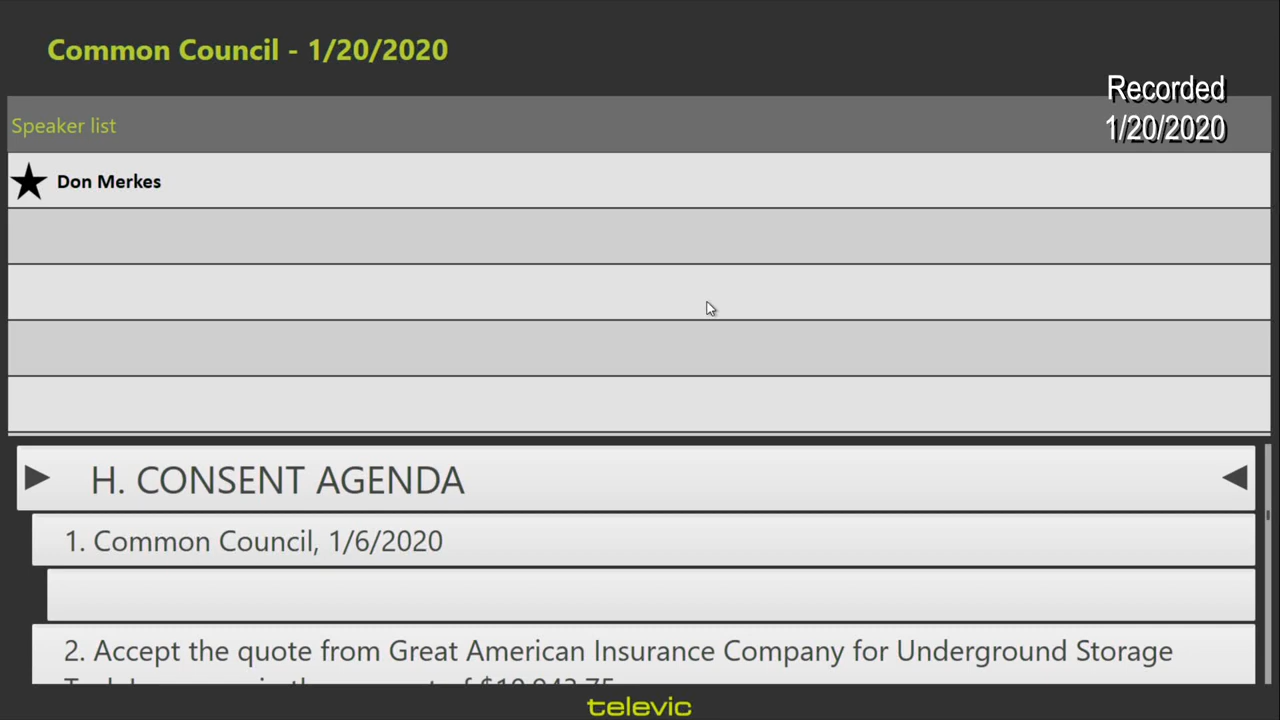 Common Council - 1/20/2020
Recorded
1/20/2020
Speaker list
Don Merkes
H. CONSENT AGENDA
1. Common Council, 1/6/2020
2. Accept the quote from Great American Insurance Company for Underground Storage
televic